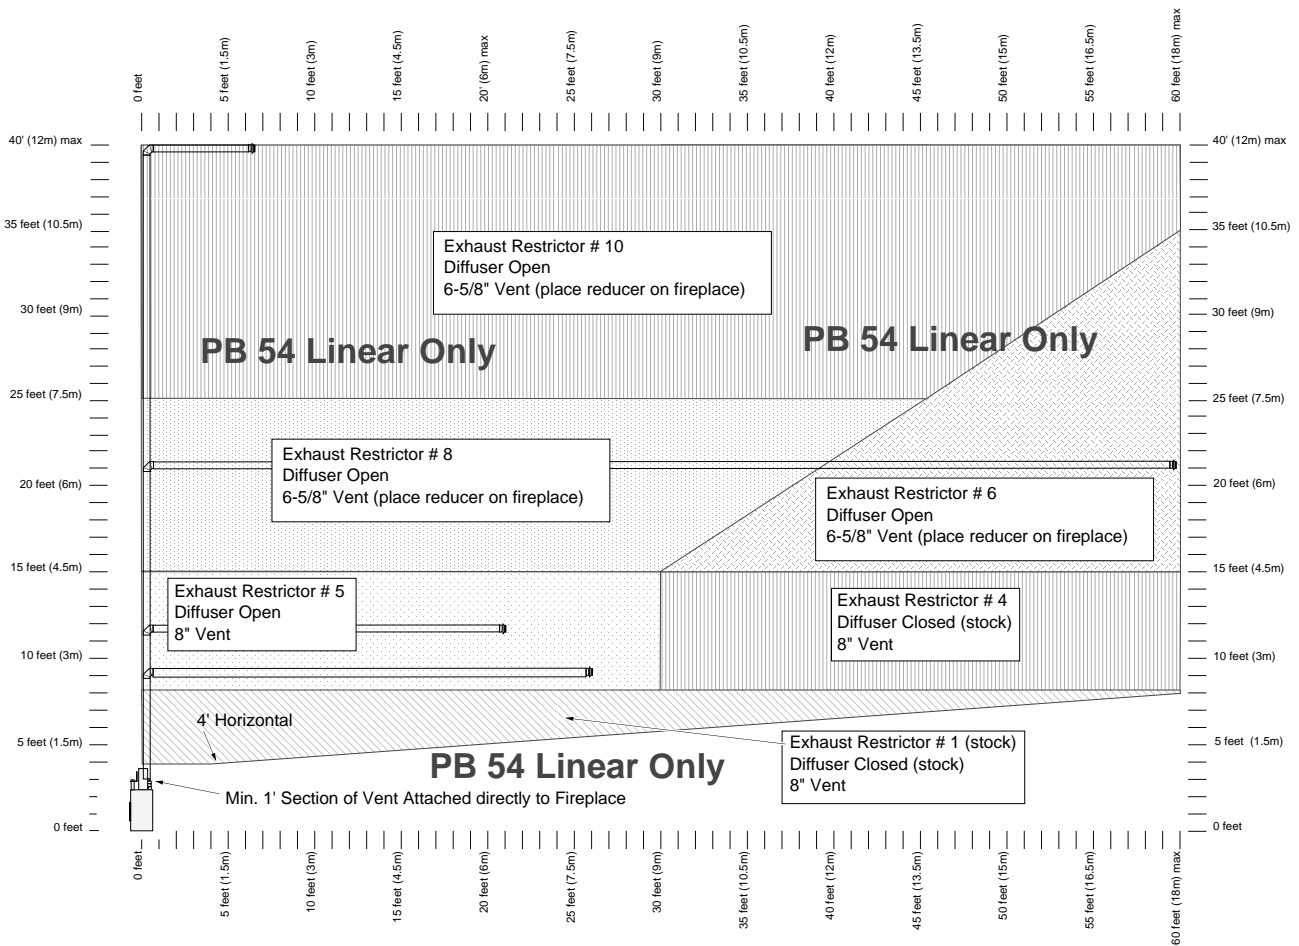 0 feet
5 feet (1.5m)
10 feet (3m)
15 feet (4.5m)
20' (6m) max
25 feet (7.5m)
30 feet (9m)
35 feet (10.5m)
40 feet (12m)
45 feet (13.5m)
50 feet (15m)
55 feet (16.5m)
60 feet (18m) max
40' (12m) max
40' (12m) max
35 feet (10.5m)
35 feet (10.5m)
Exhaust Restrictor # 10
Diffuser Open
6-5/8" Vent (place reducer on fireplace)
30 feet (9m)
30 feet (9m)
PB 54 Linear Only
PB 54 Linear Only
25 feet (7.5m)
25 feet (7.5m)
Exhaust Restrictor # 8
Diffuser Open
6-5/8" Vent (place reducer on fireplace)
20 feet (6m)
20 feet (6m)
Exhaust Restrictor # 6
Diffuser Open
6-5/8" Vent (place reducer on fireplace)
15 feet (4.5m)
15 feet (4.5m)
Exhaust Restrictor # 5
Diffuser Open
8" Vent
Exhaust Restrictor # 4
Diffuser Closed (stock)
8" Vent
10 feet (3m)
10 feet (3m)
4' Horizontal
5 feet (1.5m)
5 feet (1.5m)
Exhaust Restrictor # 1 (stock)
Diffuser Closed (stock)
8" Vent
PB 54 Linear Only
Min. 1' Section of Vent Attached directly to Fireplace
0 feet
0 feet
0 feet
5 feet (1.5m)
10 feet (3m)
15 feet (4.5m)
20 feet (6m)
25 feet (7.5m)
30 feet (9m)
35 feet (10.5m)
40 feet (12m)
45 feet (13.5m)
50 feet (15m)
55 feet (16.5m)
60 feet (18m) max